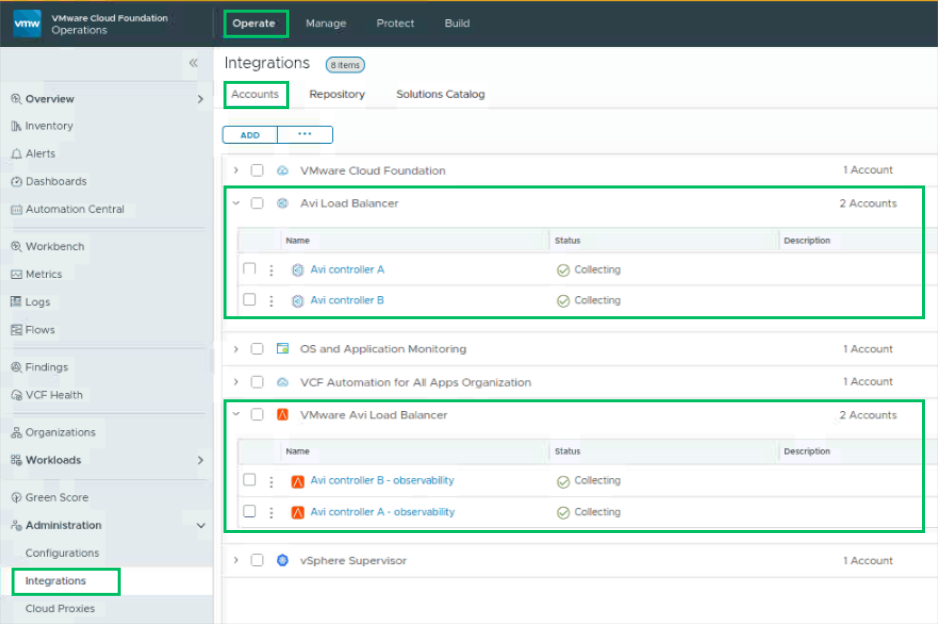 vmw
VMware Cloud Foundation
Operations
Operate Manage Protect Build
«
Overview
Inventory
Alerts
Dashboards
Automation Central
Workbench
Metrics
Logs
Flows
Findings
VCF Health
Organizations
Workloads
Green Score
Administration
Configurations
Integrations
Cloud Proxies
Integrations 8 items
Accounts Repository Solutions Catalog
ADD ...
VMware Cloud Foundation 1 Account
Avi Load Balancer 2 Accounts
Name Status Description
Avi controller A Collecting
Avi controller B Collecting
OS and Application Monitoring 1 Account
VCF Automation for All Apps Organization 1 Account
VMware Avi Load Balancer 2 Accounts
Name Status Description
Avi controller B - observability Collecting
Avi controller A - observability Collecting
vSphere Supervisor 1 Account